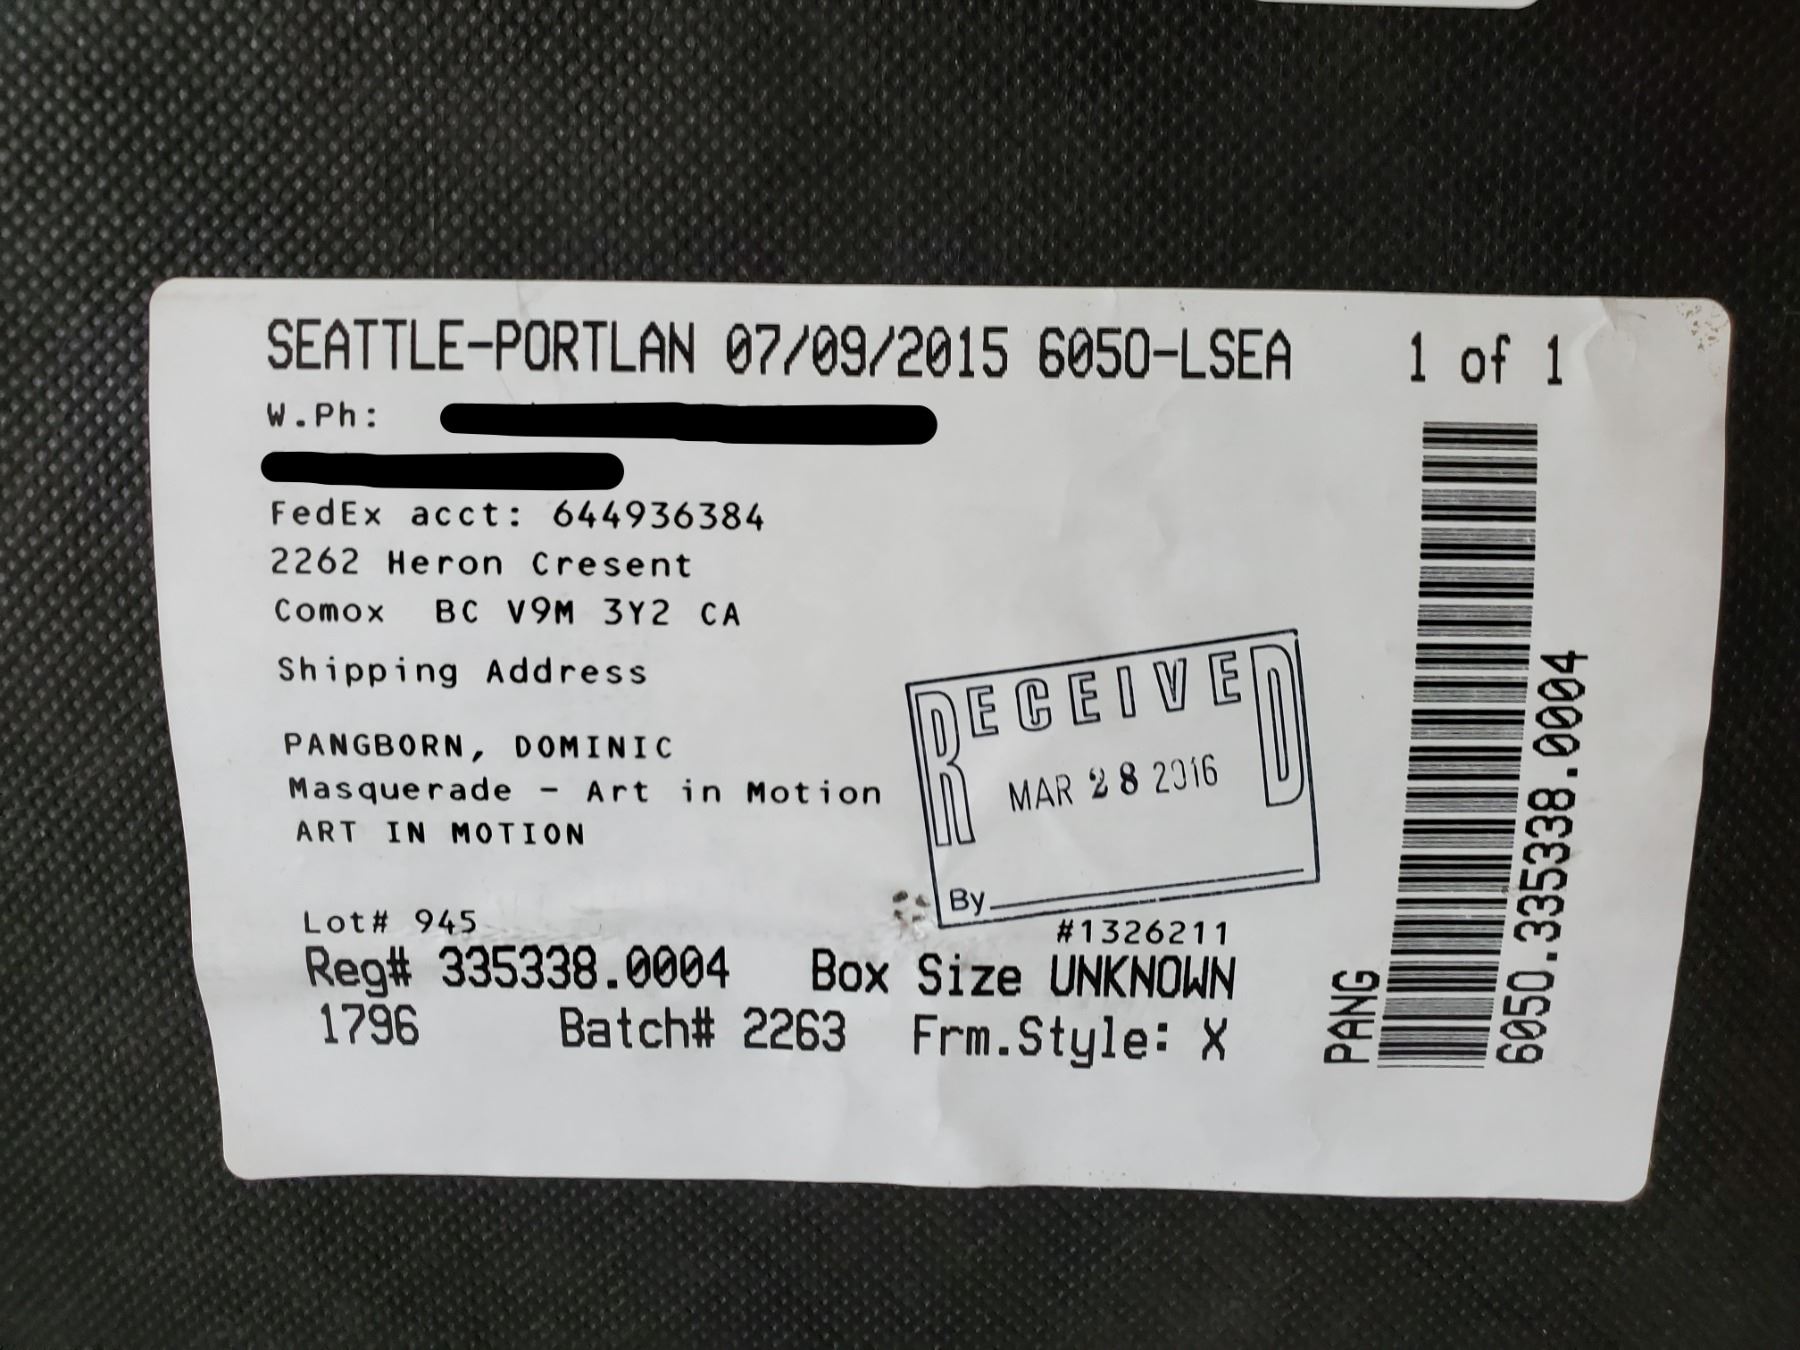 SEATTLE-PORTLAN 07/09/2015 6050-LSEA 1 of 1
W.Ph:
FedEx acct: 644936384
2262 Heron Cresent
Comox BC V9M 3Y2 CA
Shipping Address
PANGBORN, DOMINIC
Masquerade - Art in Motion
ART IN MOTION
RECEIVED
MAR 28 2016
By
Lot# 945
#1326211
Reg# 335338.0004 Box Size UNKNOWN
1796 Batch# 2263 Frm.Style: X
PANG
6050.335338.0004